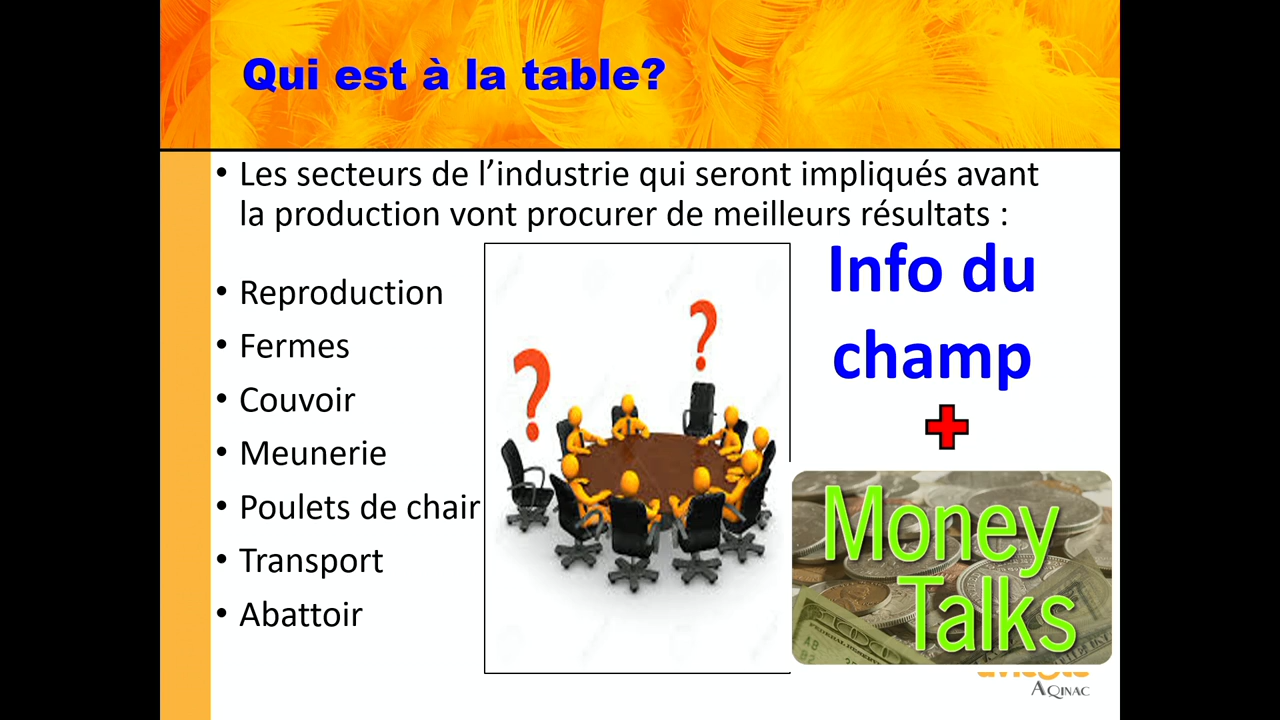 Qui est à la table?
• Les secteurs de l’industrie qui seront impliqués avant
la production vont procurer de meilleurs résultats :
• Reproduction
• Fermes
• Couvoir
• Meunerie
• Poulets de chair
• Transport
• Abattoir
? ?
Info du
champ
Money
Talks
AQINAC